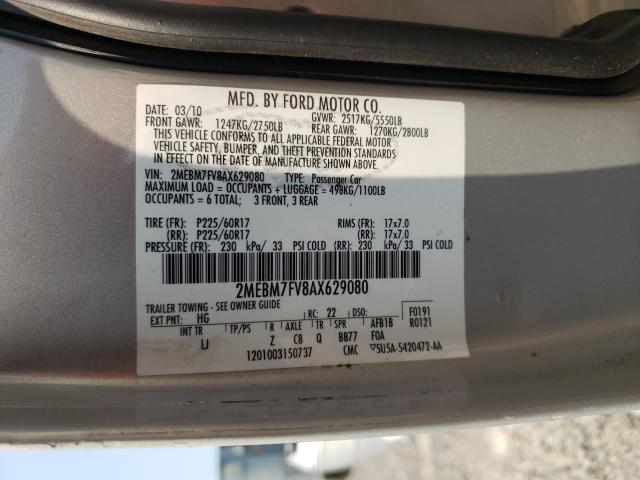 MFD. BY FORD MOTOR CO.
DATE: 03/10 GVWR: 2517KG/5550LB
FRONT GAWR: 1247KG/2750LB REAR GAWR: 1270KG/2800LB
THIS VEHICLE CONFORMS TO ALL APPLICABLE FEDERAL MOTOR
VEHICLE SAFETY, BUMPER, AND THEFT PREVENTION STANDARDS
IN EFFECT ON THE DATE OF MANUFACTURE SHOWN ABOVE.
VIN: 2MEBM7FV8AX629080 TYPE: Passenger Car
MAXIMUM LOAD = OCCUPANTS + LUGGAGE = 498KG/1100LB
OCCUPANTS = 6 TOTAL; 3 FRONT, 3 REAR
TIRE (FR): P225/60R17 RIMS (FR): 17x7.0
(RR): P225/60R17 (RR): 17x7.0
PRESSURE (FR): 230 kPa/ 33 PSI COLD (RR): 230 kPa/ 33 PSI COLD
2MEBM7FV8AX629080
TRAILER TOWING - SEE OWNER GUIDE
EXT PNT: HG RC: 22 DSO: F0191
INT TR TP/PS R AXLE TR SPR AFB1B R0121
U Z C8 Q BB77 FOA
1201003150737 CMC 5U5A-5420472-AA